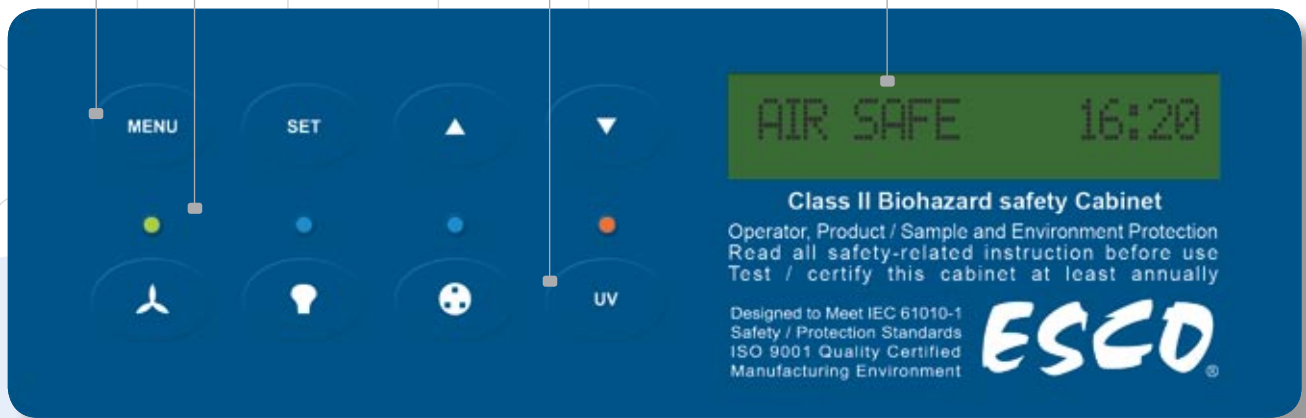 MENU SET
UV
AIR SAFE 16:20
Class II Biohazard safety Cabinet
Operator, Product / Sample and Environment Protection
Read all safety-related instruction before use
Test / certify this cabinet at least annually
Designed to Meet IEC 61010-1
Safety / Protection Standards
ISO 9001 Quality Certified
Manufacturing Environment
ESCO®